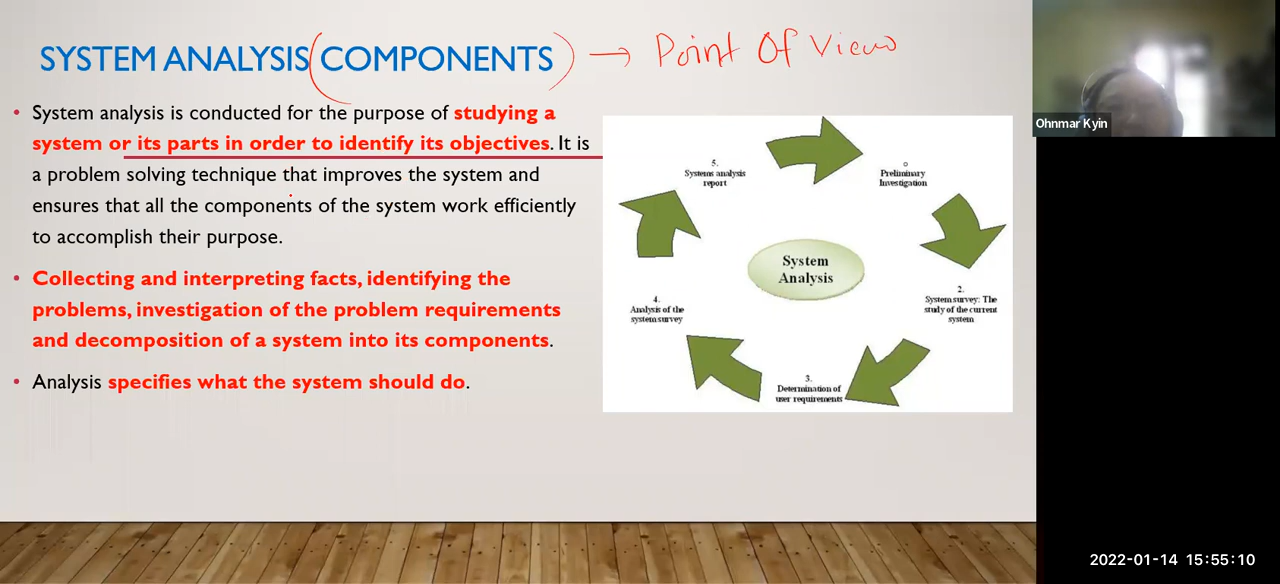 SYSTEM ANALYSIS(COMPONENTS) → Point Of View
• System analysis is conducted for the purpose of studying a
system or its parts in order to identify its objectives. It is
a problem solving technique that improves the system and
ensures that all the components of the system work efficiently
to accomplish their purpose.
• Collecting and interpreting facts, identifying the
problems, investigation of the problem requirements
and decomposition of a system into its components.
• Analysis specifies what the system should do.
5.
Systems analysis
report
Preliminary
Investigation
System
Analysis
2.
System survey: The
study of the current
system
4.
Analysis of the
system survey
3.
Determination of
user requirements
Ohnmar Kyin
2022-01-14 15:55:10